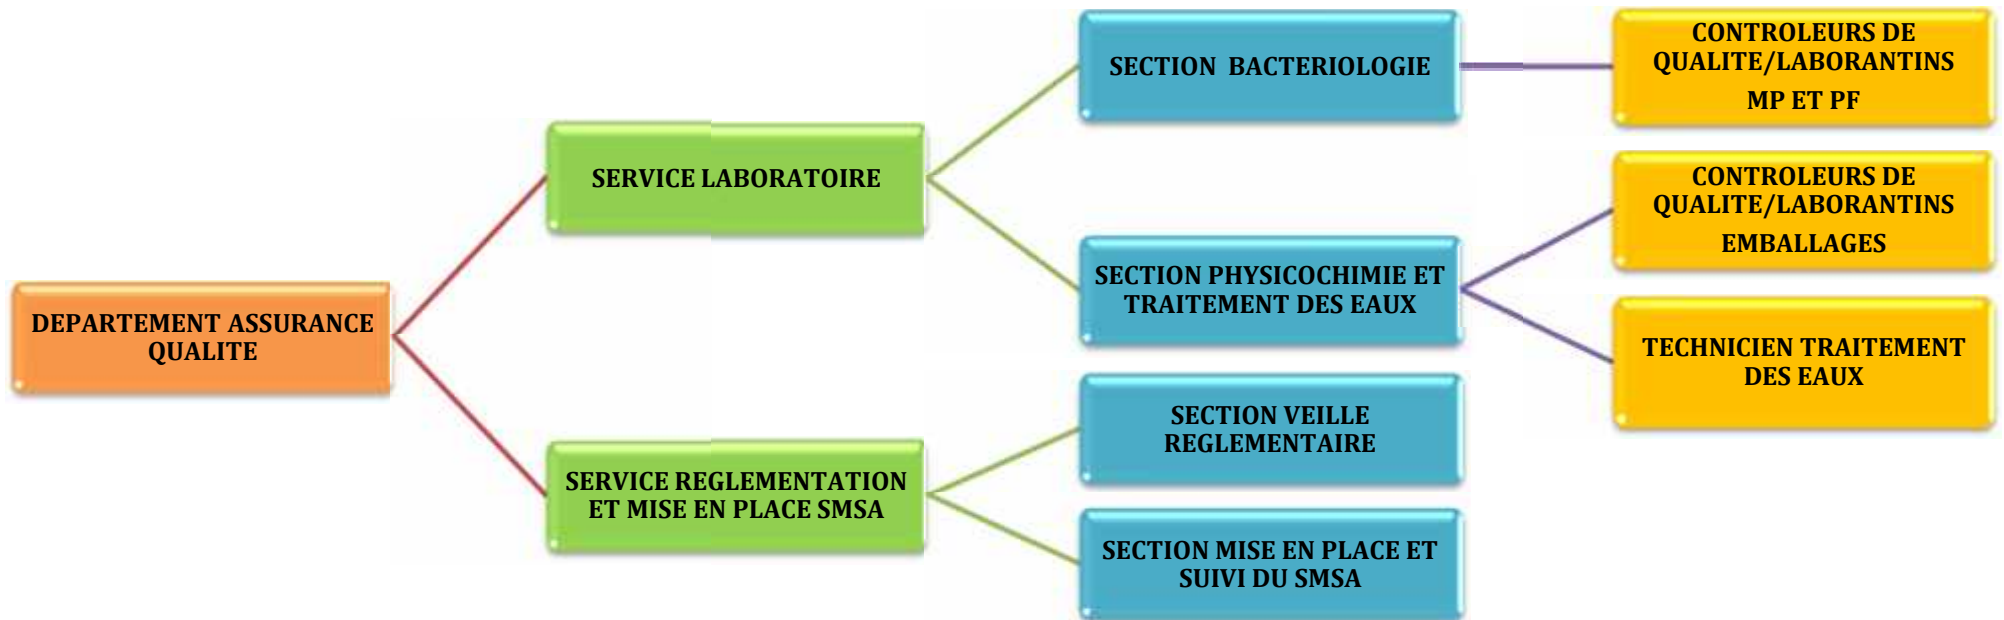 DEPARTEMENT ASSURANCE
QUALITE
SERVICE LABORATOIRE
SERVICE REGLEMENTATION
ET MISE EN PLACE SMSA
SECTION BACTERIOLOGIE
SECTION PHYSICOCHIMIE ET
TRAITEMENT DES EAUX
SECTION VEILLE
REGLEMENTAIRE
SECTION MISE EN PLACE ET
SUIVI DU SMSA
CONTROLEURS DE
QUALITE/LABORANTINS
MP ET PF
CONTROLEURS DE
QUALITE/LABORANTINS
EMBALLAGES
TECHNICIEN TRAITEMENT
DES EAUX